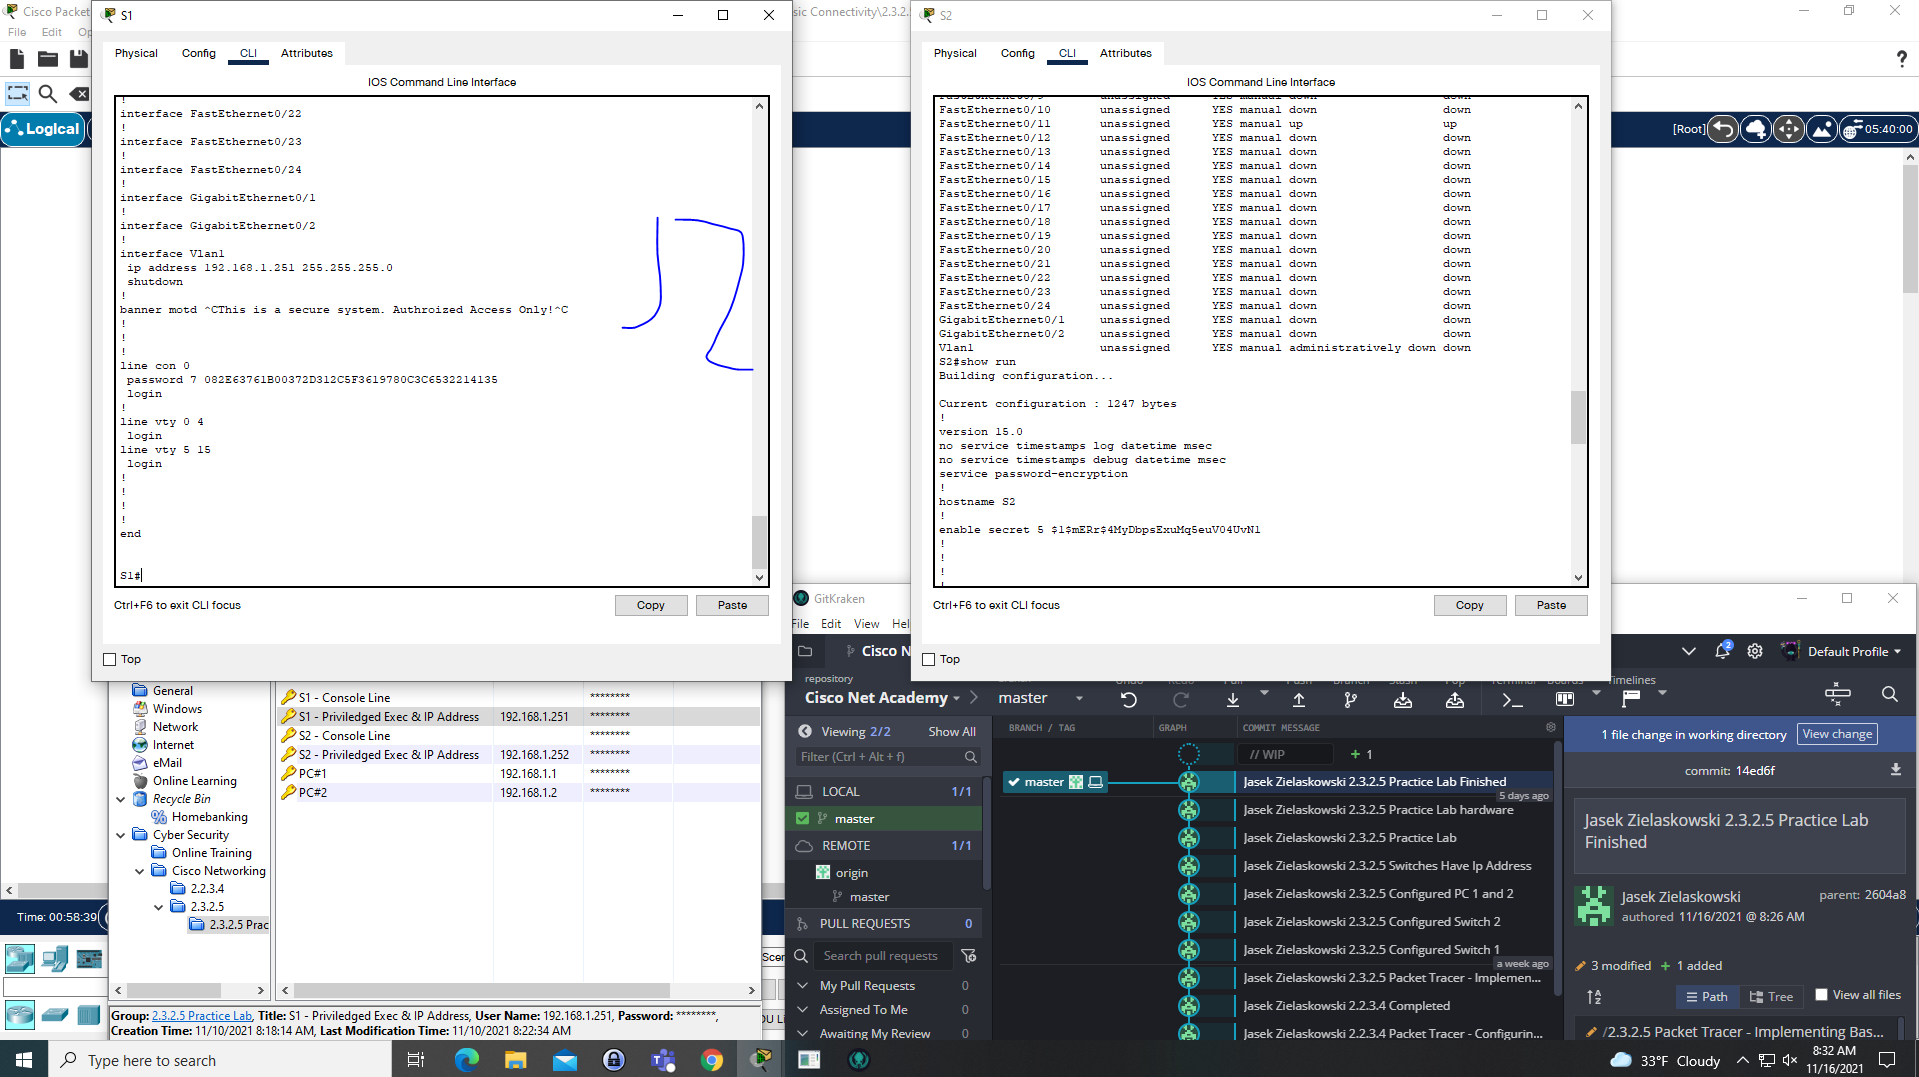 Cisco Packet
S1
sic Connectivity\2.3.2.
S2
File Edit Op
Physical Config CLI Attributes
Physical Config CLI Attributes
IOS Command Line Interface
!
interface FastEthernet0/22
!
interface FastEthernet0/23
!
interface FastEthernet0/24
!
interface GigabitEthernet0/1
!
interface GigabitEthernet0/2
!
interface Vlan1
ip address 192.168.1.251 255.255.255.0
shutdown
!
banner motd ^CThis is a secure system. Authroized Access Only!^C
!
!
!
line con 0
password 7 082E63761B00372D312C5F3619780C3C6532214135
login
!
line vty 0 4
login
line vty 5 15
login
!
!
!
!
end
S1#
Ctrl+F6 to exit CLI focus
Copy Paste
Top
IOS Command Line Interface
FastEthernet0/9 unassigned YES manual down down
FastEthernet0/10 unassigned YES manual down down
FastEthernet0/11 unassigned YES manual up up
FastEthernet0/12 unassigned YES manual down down
FastEthernet0/13 unassigned YES manual down down
FastEthernet0/14 unassigned YES manual down down
FastEthernet0/15 unassigned YES manual down down
FastEthernet0/16 unassigned YES manual down down
FastEthernet0/17 unassigned YES manual down down
FastEthernet0/18 unassigned YES manual down down
FastEthernet0/19 unassigned YES manual down down
FastEthernet0/20 unassigned YES manual down down
FastEthernet0/21 unassigned YES manual down down
FastEthernet0/22 unassigned YES manual down down
FastEthernet0/23 unassigned YES manual down down
FastEthernet0/24 unassigned YES manual down down
GigabitEthernet0/1 unassigned YES manual down down
GigabitEthernet0/2 unassigned YES manual down down
Vlan1 unassigned YES manual administratively down down
S2#show run
Building configuration...
Current configuration : 1247 bytes
!
version 15.0
no service timestamps log datetime msec
no service timestamps debug datetime msec
service password-encryption
!
hostname S2
!
enable secret 5 $1$mERr$4MyDbpsExuMq5euV04UvN1
!
!
!
!
Ctrl+F6 to exit CLI focus
Copy Paste
Top
Logical
[Root]
05:40:00
General
Windows
Network
Internet
eMail
Online Learning
Recycle Bin
Homebanking
Cyber Security
Online Training
Cisco Networking
2.2.3.4
2.3.2.5
2.3.2.5 Prac
Time: 00:58:39
S1 - Console Line ********
S1 - Priviledged Exec & IP Address 192.168.1.251 ********
S2 - Console Line ********
S2 - Priviledged Exec & IP Address 192.168.1.252 ********
PC#1 192.168.1.1 ********
PC#2 192.168.1.2 ********
Scer
Group: 2.3.2.5 Practice Lab, Title: S1 - Priviledged Exec & IP Address, User Name: 192.168.1.251, Password: ********,
Creation Time: 11/10/2021 8:18:14 AM, Last Modification Time: 11/10/2021 8:22:34 AM
DU Li
GitKraken
File Edit View Hel
Cisco N
2
Default Profile
repository
Undo Redo Pull Push Branch Stash Pop Terminal Boards Timelines
Cisco Net Academy master
Viewing 2/2 Show All
Filter (Ctrl + Alt + f)
LOCAL 1/1
master
REMOTE 1/1
origin
master
PULL REQUESTS 0
Search pull requests
My Pull Requests 0
Assigned To Me 0
Awaiting My Review 0
BRANCH / TAG GRAPH COMMIT MESSAGE
// WIP + 1
master
Jasek Zielaskowski 2.3.2.5 Practice Lab Finished
5 days ago
Jasek Zielaskowski 2.3.2.5 Practice Lab hardware
Jasek Zielaskowski 2.3.2.5 Practice Lab
Jasek Zielaskowski 2.3.2.5 Switches Have Ip Address
Jasek Zielaskowski 2.3.2.5 Configured PC 1 and 2
Jasek Zielaskowski 2.3.2.5 Configured Switch 2
Jasek Zielaskowski 2.3.2.5 Configured Switch 1
a week ago
Jasek Zielaskowski 2.3.2.5 Packet Tracer - Implemen...
Jasek Zielaskowski 2.2.3.4 Completed
Jasek Zielaskowski 2.2.3.4 Packet Tracer - Configurin...
1 file change in working directory View change
commit: 14ed6f
Jasek Zielaskowski 2.3.2.5 Practice Lab
Finished
Jasek Zielaskowski parent: 2604a8
authored 11/16/2021 @ 8:26 AM
3 modified + 1 added
Path Tree View all files
/2.3.2.5 Packet Tracer - Implementing Bas...
Type here to search
33°F Cloudy
8:32 AM
11/16/2021